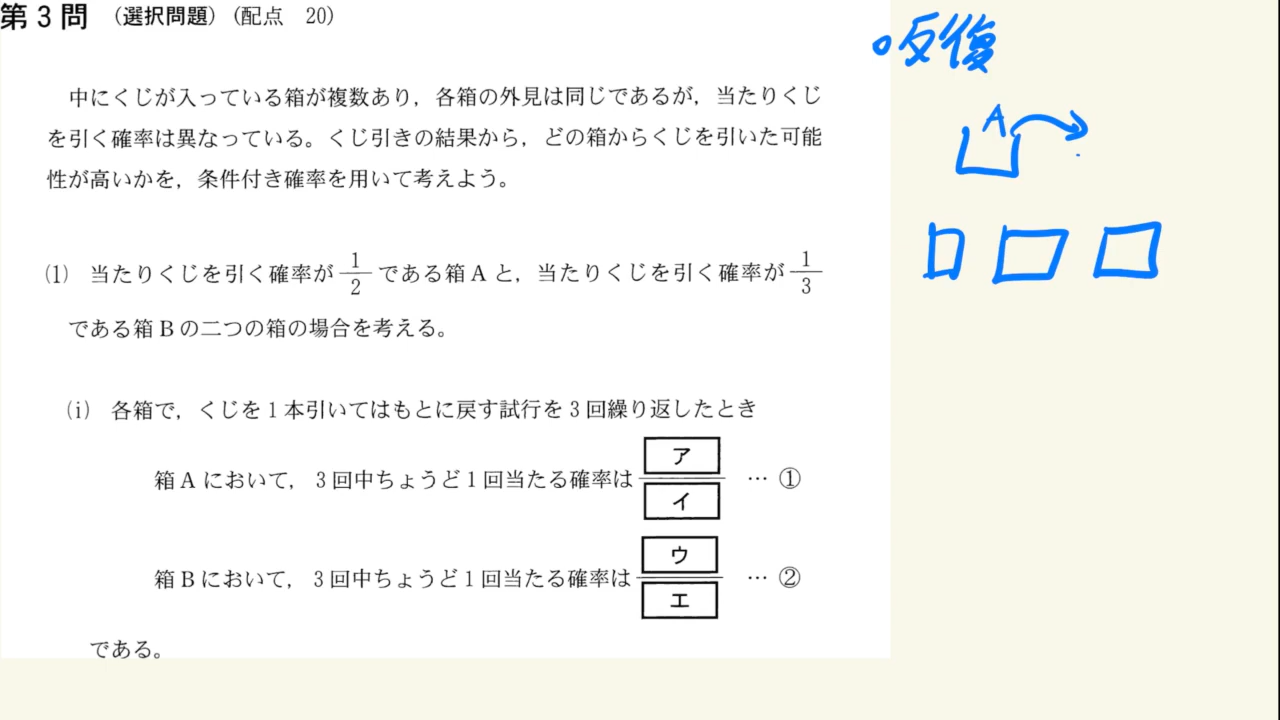 第3問 (選択問題)(配点 20)
中にくじが入っている箱が複数あり，各箱の外見は同じであるが，当たりくじ
を引く確率は異なっている。くじ引きの結果から，どの箱からくじを引いた可能
性が高いかを，条件付き確率を用いて考えよう。
(1) 当たりくじを引く確率が 1/2 である箱Aと，当たりくじを引く確率が 1/3
である箱Bの二つの箱の場合を考える。
(i) 各箱で，くじを1本引いてはもとに戻す試行を3回繰り返したとき
箱Aにおいて，3回中ちょうど1回当たる確率は ア/イ … ①
箱Bにおいて，3回中ちょうど1回当たる確率は ウ/エ … ②
である。
反復
A